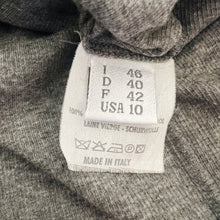 I 46
D 40
F 42
USA 10
100%
LAINE VIERGE - SCHURWOLLE
MADE IN ITALY